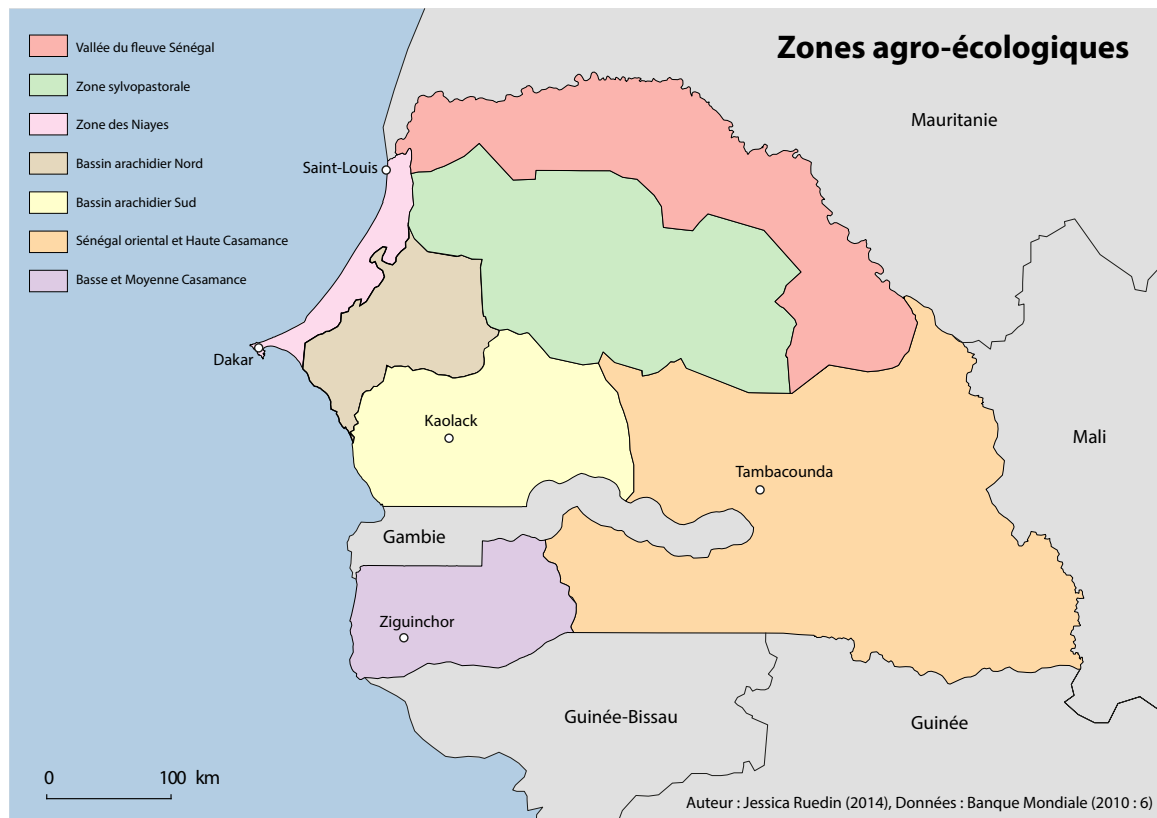 Zones agro-écologiques
Vallée du fleuve Sénégal
Zone sylvopastorale
Zone des Niayes
Bassin arachidier Nord
Bassin arachidier Sud
Sénégal oriental et Haute Casamance
Basse et Moyenne Casamance
Mauritanie
Saint-Louis
Dakar
Kaolack
Mali
Tambacounda
Gambie
Ziguinchor
Guinée-Bissau
Guinée
0 100 km
Auteur : Jessica Ruedin (2014), Données : Banque Mondiale (2010 : 6)